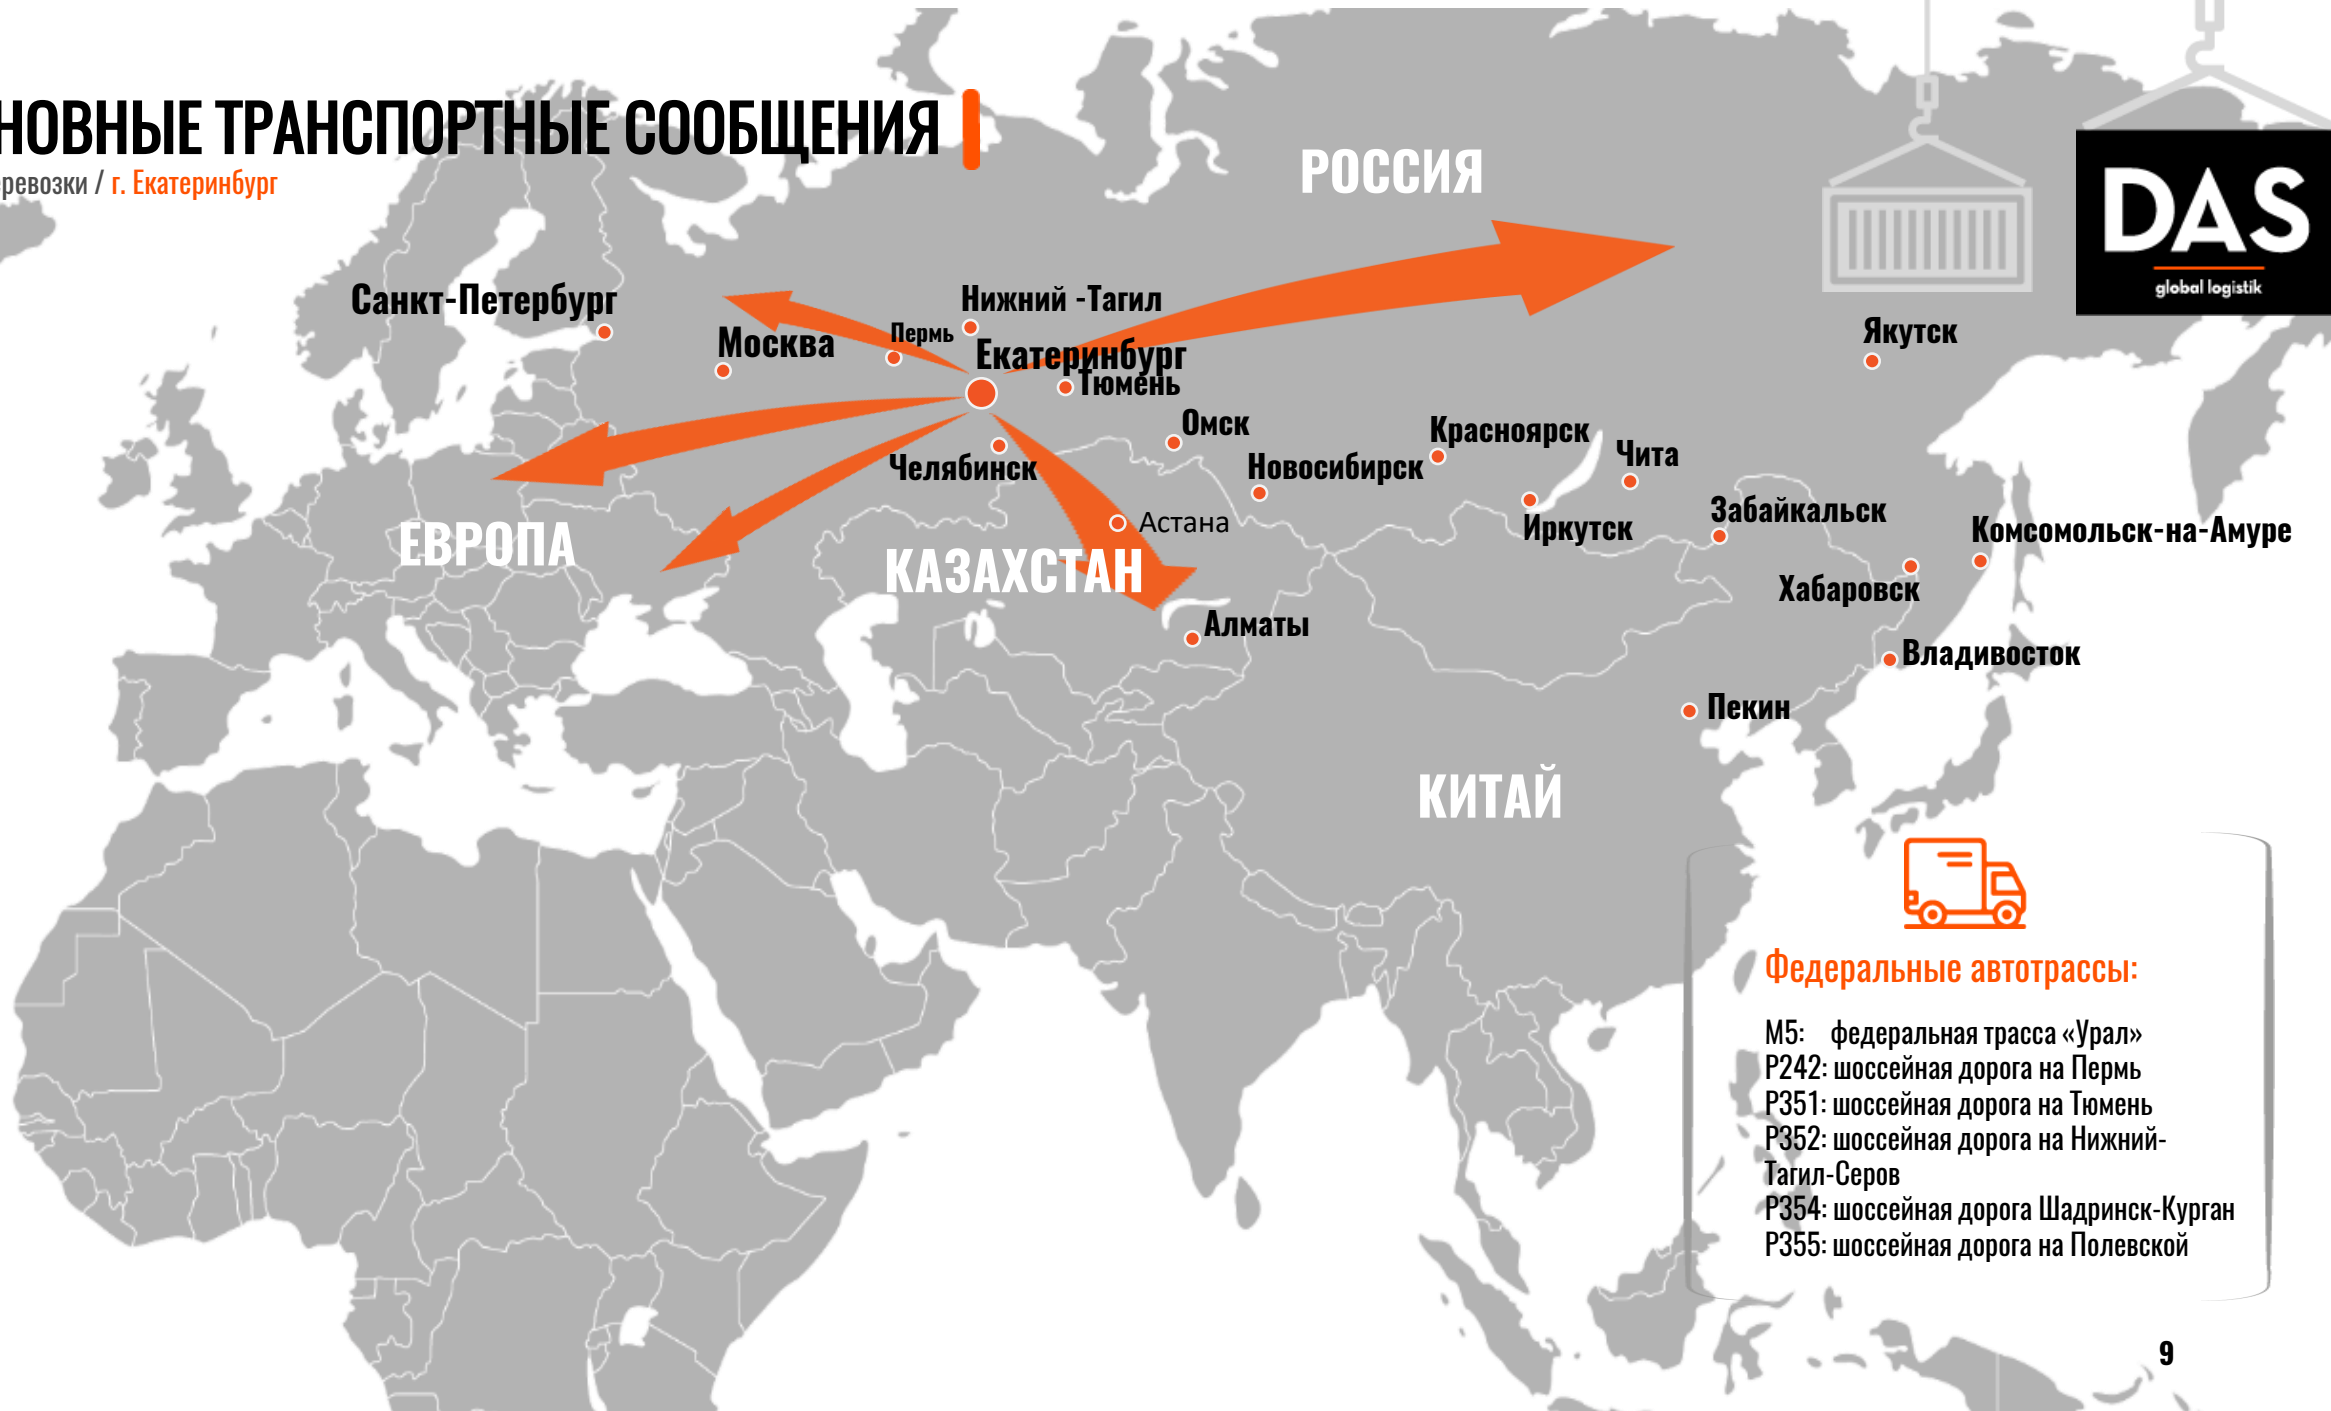 НОВНЫЕ ТРАНСПОРТНЫЕ СООБЩЕНИЯ
ревозки / г. Екатеринбург
РОССИЯ
DAS
global logistik
Санкт-Петербург
Москва
Пермь
Нижний -Тагил
Екатеринбург
Тюмень
Якутск
Омск
Челябинск
Новосибирск
Красноярск
Чита
Иркутск
Забайкальск
Комсомольск-на-Амуре
Хабаровск
Астана
ЕВРОПА
КАЗАХСТАН
Алматы
Владивосток
Пекин
КИТАЙ
Федеральные автотрассы:
М5: федеральная трасса «Урал»
Р242: шоссейная дорога на Пермь
Р351: шоссейная дорога на Тюмень
Р352: шоссейная дорога на Нижний-
Тагил-Серов
Р354: шоссейная дорога Шадринск-Курган
Р355: шоссейная дорога на Полевской
9